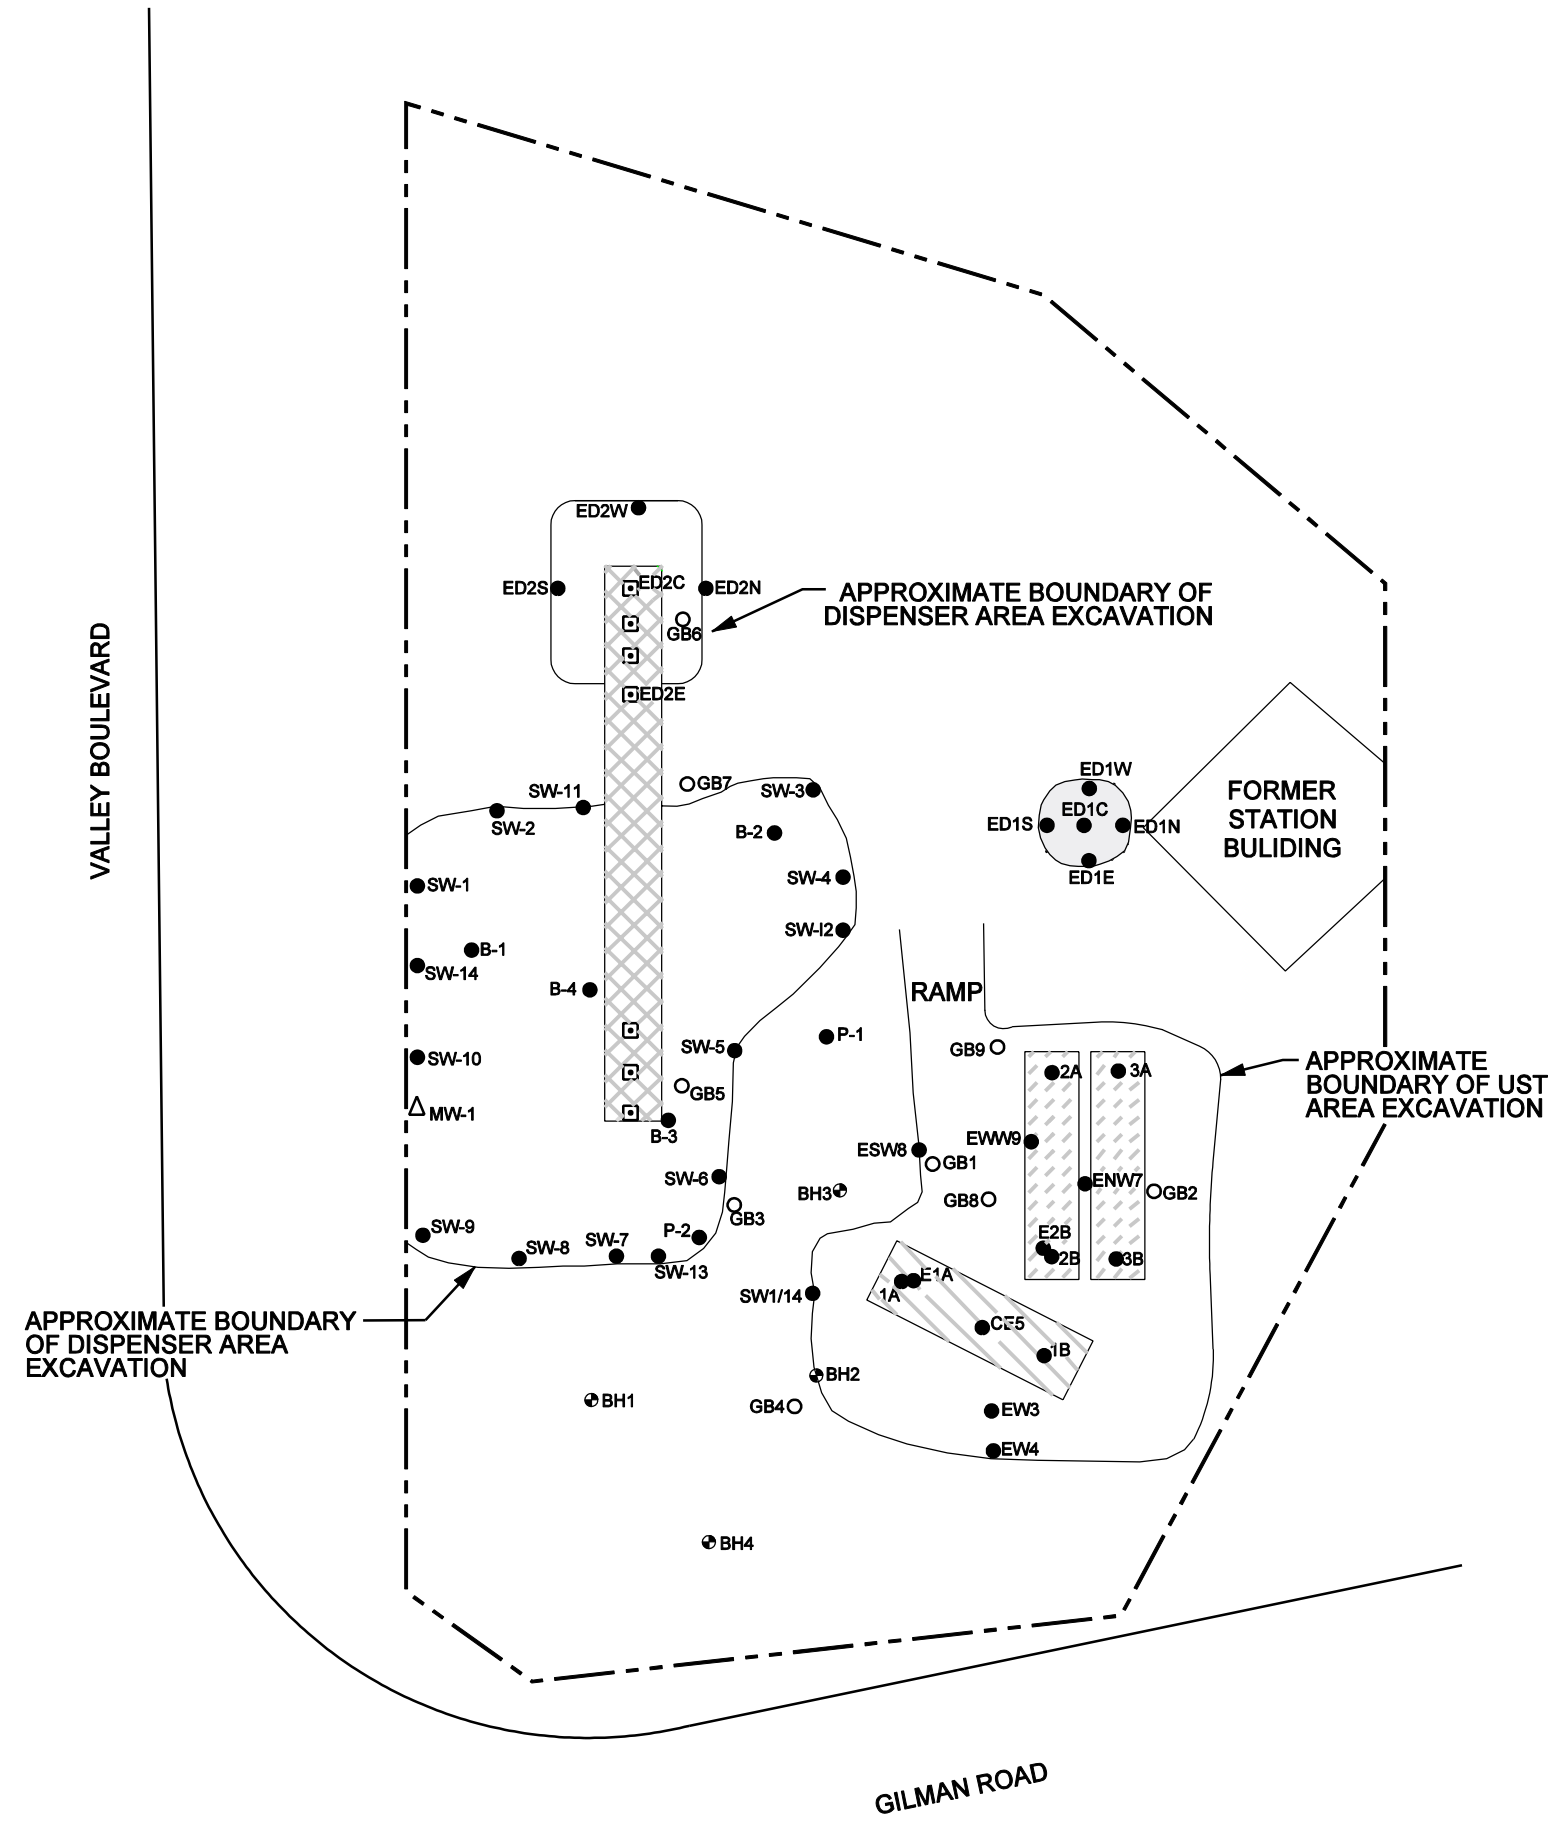 ED2W
ED2S
ED2C
ED2N
APPROXIMATE BOUNDARY OF
DISPENSER AREA EXCAVATION
GB6
ED2E
VALLEY BOULEVARD
ED1W
GB7
SW-3
SW-11
SW-2
B-2
ED1C
ED1S
ED1N
ED1E
FORMER
STATION
BULIDING
SW-4
SW-1
SW-I2
B-1
SW-14
B-4
RAMP
P-1
SW-5
GB9
SW-10
APPROXIMATE
BOUNDARY OF UST
AREA EXCAVATION
2A
3A
GB5
MW-1
B-3
EWW9
ESW8
GB1
SW-6
ENW7
BH3
GB8
GB2
GB3
SW-9
P-2
E2B
SW-7
SW-8
2B
3B
SW-13
E1A
1A
SW1/14
APPROXIMATE BOUNDARY
OF DISPENSER AREA
EXCAVATION
CE5
1B
BH2
BH1
GB4
EW3
EW4
BH4
GILMAN ROAD